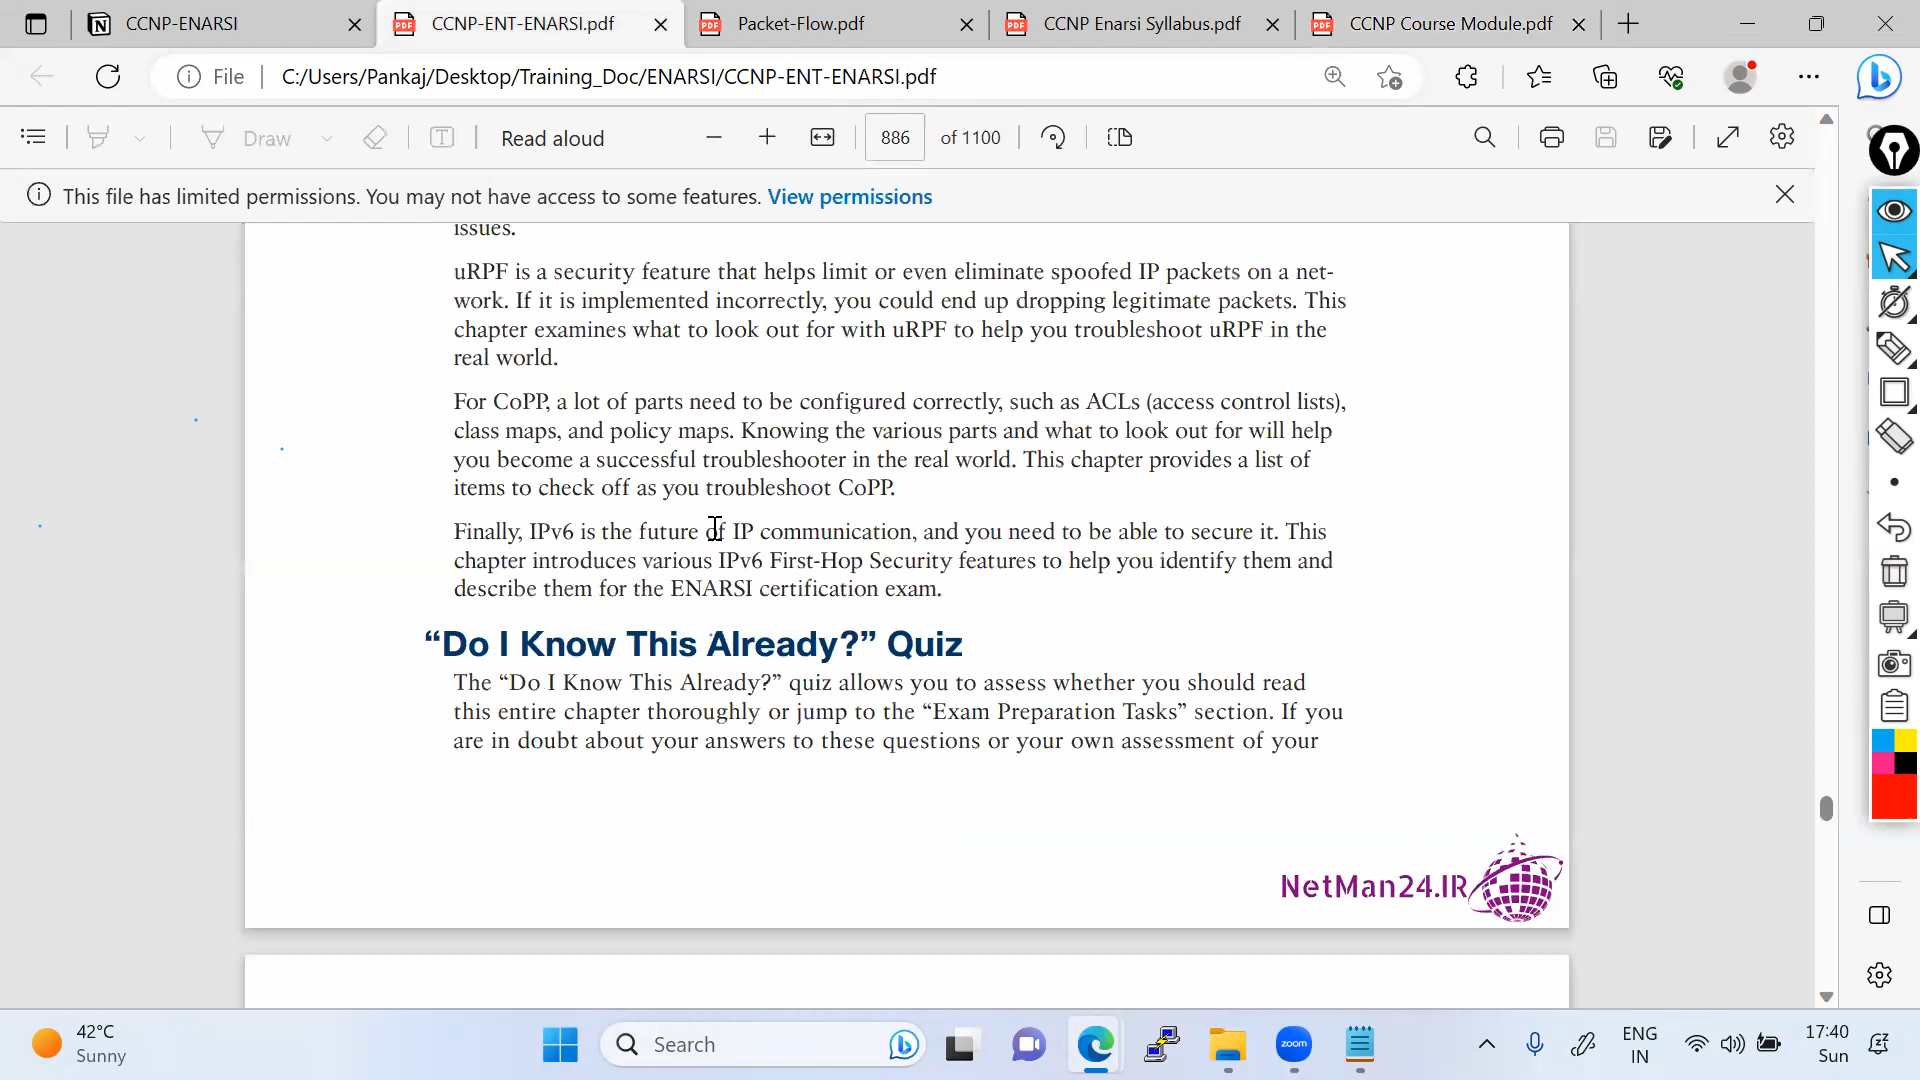 CCNP-ENARSI
CCNP-ENT-ENARSI.pdf
Packet-Flow.pdf
CCNP Enarsi Syllabus.pdf
CCNP Course Module.pdf
File
C:/Users/Pankaj/Desktop/Training_Doc/ENARSI/CCNP-ENT-ENARSI.pdf
Draw
Read aloud
886 of 1100
This file has limited permissions. You may not have access to some features. View permissions
issues.
uRPF is a security feature that helps limit or even eliminate spoofed IP packets on a net-
work. If it is implemented incorrectly, you could end up dropping legitimate packets. This
chapter examines what to look out for with uRPF to help you troubleshoot uRPF in the
real world.
For CoPP, a lot of parts need to be configured correctly, such as ACLs (access control lists),
class maps, and policy maps. Knowing the various parts and what to look out for will help
you become a successful troubleshooter in the real world. This chapter provides a list of
items to check off as you troubleshoot CoPP.
Finally, IPv6 is the future of IP communication, and you need to be able to secure it. This
chapter introduces various IPv6 First-Hop Security features to help you identify them and
describe them for the ENARSI certification exam.
“Do I Know This Already?” Quiz
The “Do I Know This Already?” quiz allows you to assess whether you should read
this entire chapter thoroughly or jump to the “Exam Preparation Tasks” section. If you
are in doubt about your answers to these questions or your own assessment of your
NetMan24.IR
42°C
Sunny
Search
zoom
ENG
IN
17:40
Sun